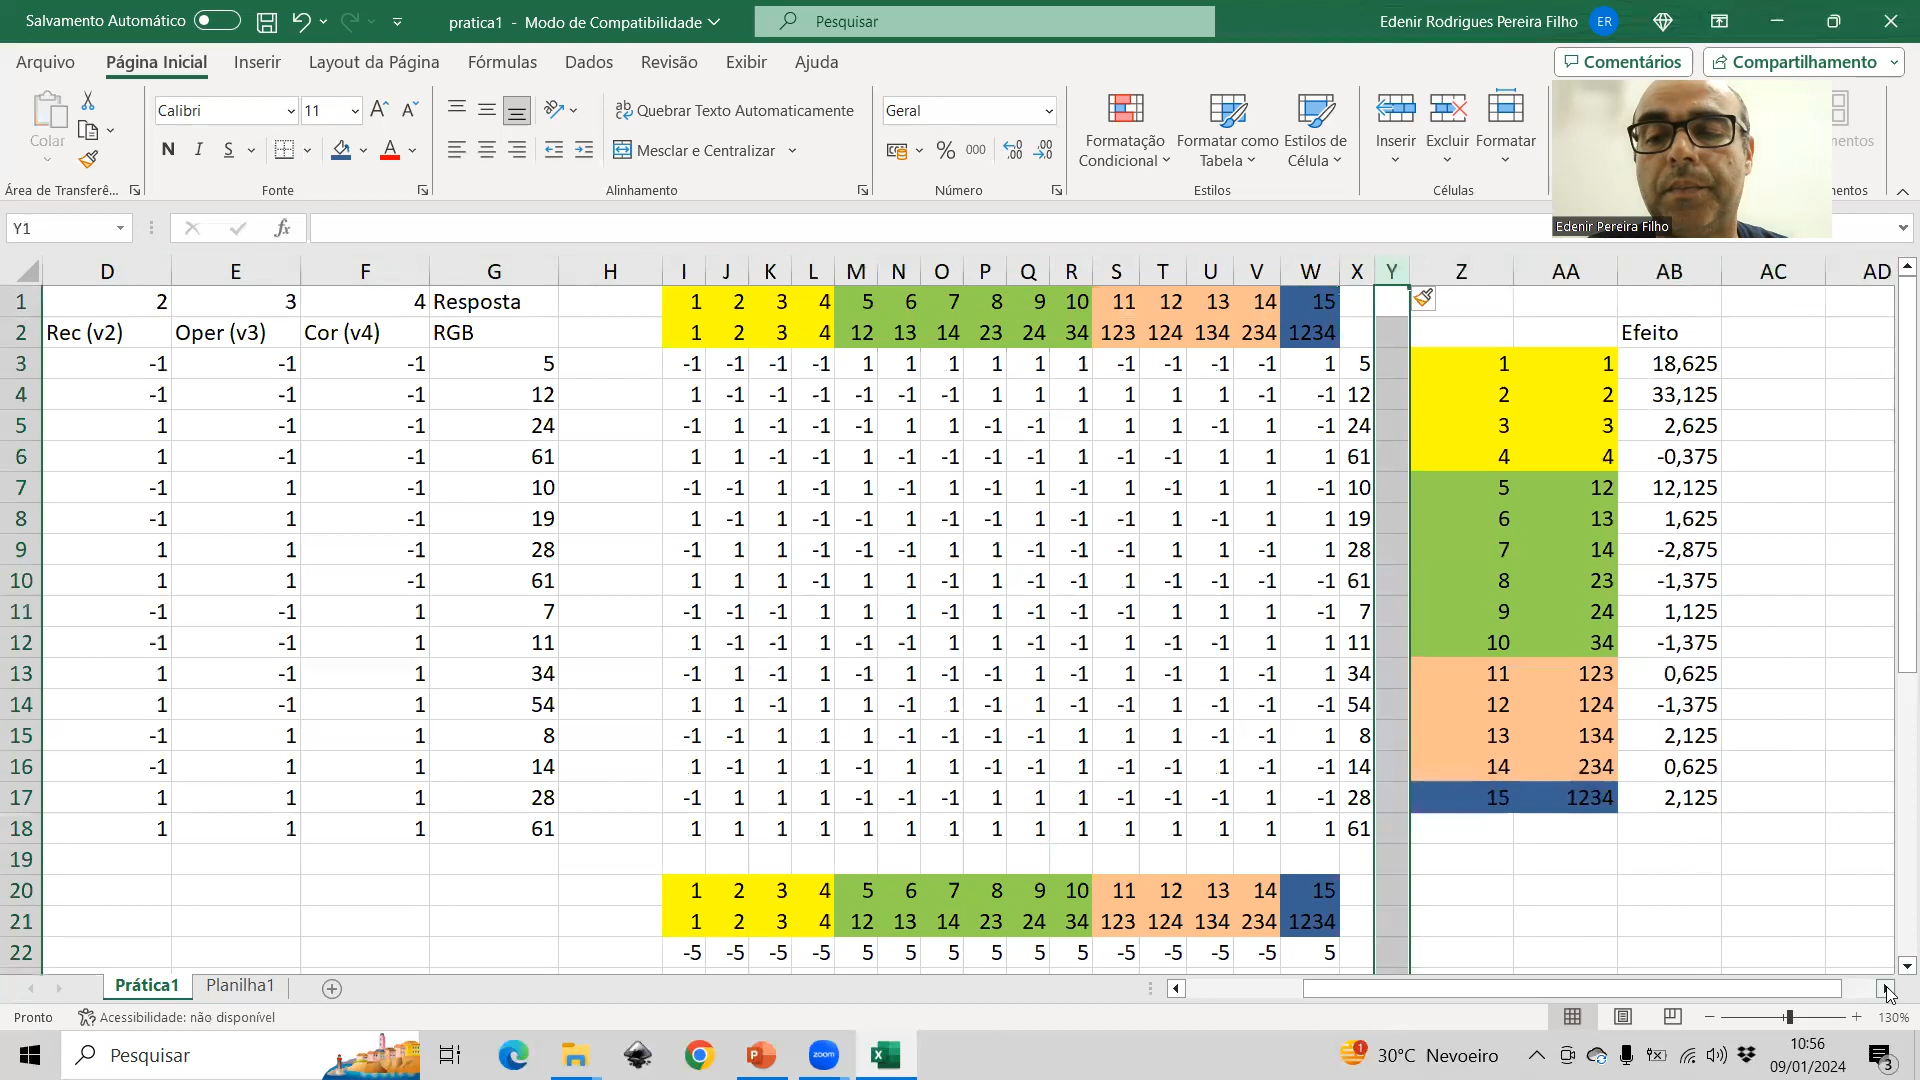 Salvamento Automático
pratica1 - Modo de Compatibilidade
Pesquisar
Edenir Rodrigues Pereira Filho ER
Arquivo Página Inicial Inserir Layout da Página Fórmulas Dados Revisão Exibir Ajuda
Comentários Compartilhamento
Colar
Calibri 11
Quebrar Texto Automaticamente
Geral
N I S
Mesclar e Centralizar
% 000
Formatação Condicional
Formatar como Tabela
Estilos de Célula
Inserir Excluir Formatar
Área de Transferê... Fonte Alinhamento Número Estilos Células
Edenir Pereira Filho
Y1 fx
D E F G H I J K L M N O P Q R S T U V W X Y Z AA AB AC AD
1 2 3 4 Resposta 1 2 3 4 5 6 7 8 9 10 11 12 13 14 15
2 Rec (v2) Oper (v3) Cor (v4) RGB 1 2 3 4 12 13 14 23 24 34 123 124 134 234 1234 Efeito
3 -1 -1 -1 5 -1 -1 -1 -1 1 1 1 1 1 1 -1 -1 -1 -1 1 5 1 1 18,625
4 -1 -1 -1 12 1 -1 -1 -1 -1 -1 -1 1 1 1 1 1 1 -1 -1 12 2 2 33,125
5 1 -1 -1 24 -1 1 -1 -1 -1 1 1 -1 -1 1 1 1 -1 1 -1 24 3 3 2,625
6 1 -1 -1 61 1 1 -1 -1 1 -1 -1 -1 -1 1 -1 -1 1 1 1 61 4 4 -0,375
7 -1 1 -1 10 -1 -1 1 -1 1 -1 1 -1 1 -1 1 -1 1 1 -1 10 5 12 12,125
8 -1 1 -1 19 1 -1 1 -1 -1 1 -1 -1 1 -1 -1 1 -1 1 1 19 6 13 1,625
9 1 1 -1 28 -1 1 1 -1 -1 -1 1 1 -1 -1 -1 1 1 -1 1 28 7 14 -2,875
10 1 1 -1 61 1 1 1 -1 1 1 -1 1 -1 -1 1 -1 -1 -1 -1 61 8 23 -1,375
11 -1 -1 1 7 -1 -1 -1 1 1 1 -1 1 -1 -1 -1 1 1 1 -1 7 9 24 1,125
12 -1 -1 1 11 1 -1 -1 1 -1 -1 1 1 -1 -1 1 -1 -1 1 1 11 10 34 -1,375
13 1 -1 1 34 -1 1 -1 1 -1 1 -1 -1 1 -1 1 -1 1 -1 1 34 11 123 0,625
14 1 -1 1 54 1 1 -1 1 1 -1 1 -1 1 -1 -1 1 -1 -1 -1 54 12 124 -1,375
15 -1 1 1 8 -1 -1 1 1 1 -1 -1 -1 -1 1 1 1 -1 -1 1 8 13 134 2,125
16 -1 1 1 14 1 -1 1 1 -1 1 1 -1 -1 1 -1 -1 1 -1 -1 14 14 234 0,625
17 1 1 1 28 -1 1 1 1 -1 -1 -1 1 1 1 -1 -1 -1 1 -1 28 15 1234 2,125
18 1 1 1 61 1 1 1 1 1 1 1 1 1 1 1 1 1 1 1 61
19
20 1 2 3 4 5 6 7 8 9 10 11 12 13 14 15
21 1 2 3 4 12 13 14 23 24 34 123 124 134 234 1234
22 -5 -5 -5 -5 5 5 5 5 5 5 -5 -5 -5 -5 5
Prática1 Planilha1
Pronto Acessibilidade: não disponível 130%
Pesquisar
zoom
30°C Nevoeiro
10:56
09/01/2024
3